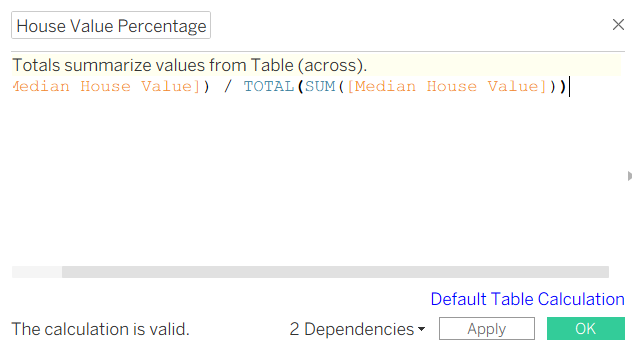 House Value Percentage
Totals summarize values from Table (across).
Median House Value]) / TOTAL(SUM([Median House Value]))
Default Table Calculation
The calculation is valid.
2 Dependencies
Apply
OK